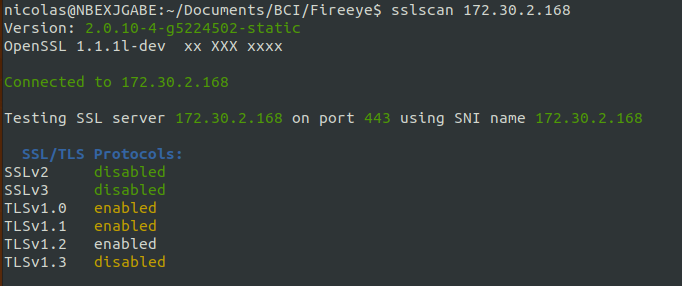 nicolas@NBEXJGABE:~/Documents/BCI/Fireeye$ sslscan 172.30.2.168
Version: 2.0.10-4-g5224502-static
OpenSSL 1.1.1l-dev  xx XXX xxxx
Connected to 172.30.2.168
Testing SSL server 172.30.2.168 on port 443 using SNI name 172.30.2.168
SSL/TLS Protocols:
SSLv2     disabled
SSLv3     disabled
TLSv1.0   enabled
TLSv1.1   enabled
TLSv1.2   enabled
TLSv1.3   disabled